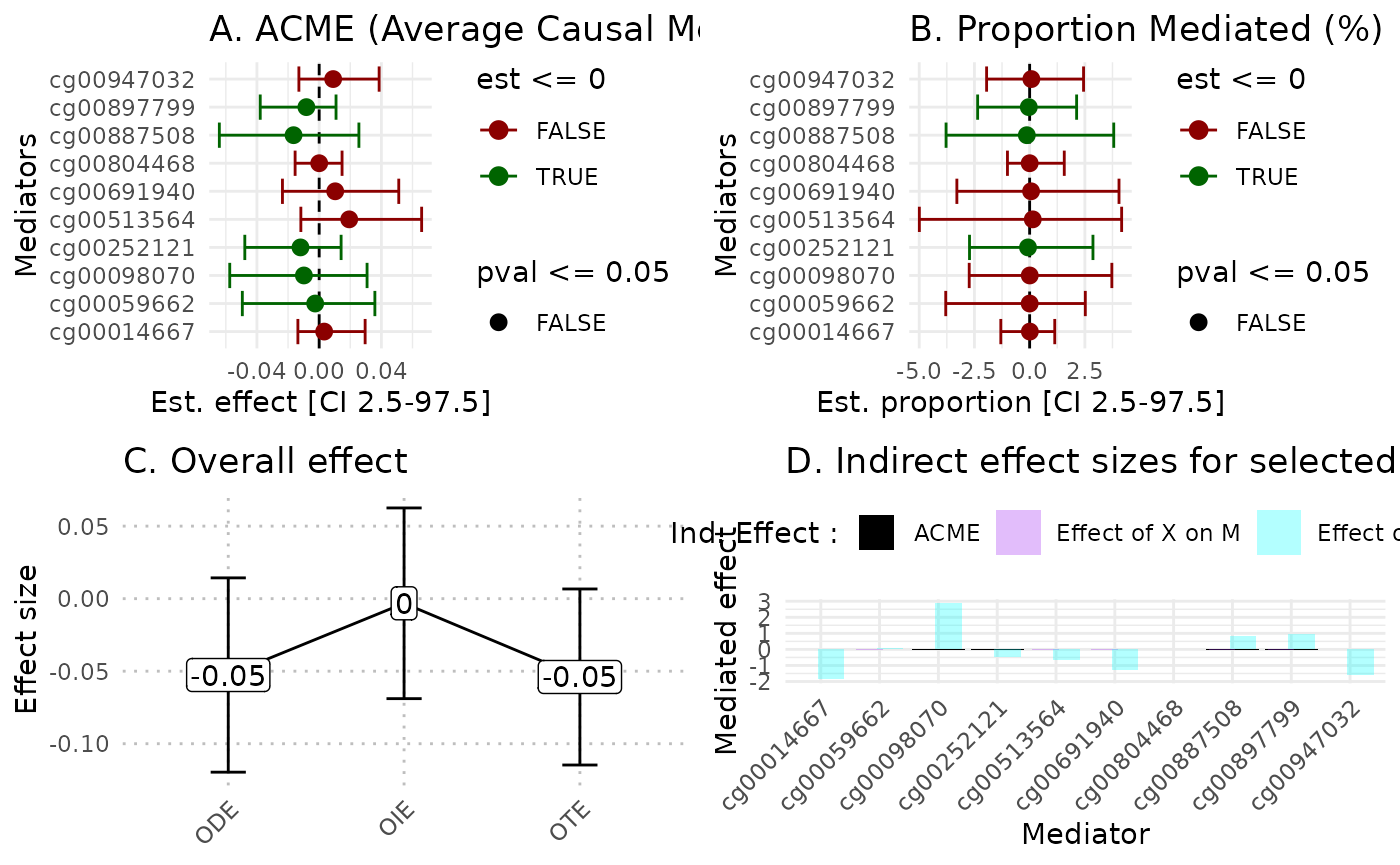 A. ACME (Average Causal Me
Mediators
cg00947032
cg00897799
cg00887508
cg00804468
cg00691940
cg00513564
cg00252121
cg00098070
cg00059662
cg00014667
-0.04 0.00 0.04
Est. effect [CI 2.5-97.5]
est <= 0
FALSE
TRUE
pval <= 0.05
FALSE
B. Proportion Mediated (%)
Mediators
cg00947032
cg00897799
cg00887508
cg00804468
cg00691940
cg00513564
cg00252121
cg00098070
cg00059662
cg00014667
-5.0 -2.5 0.0 2.5
Est. proportion [CI 2.5-97.5]
est <= 0
FALSE
TRUE
pval <= 0.05
FALSE
C. Overall effect
Effect size
0.05
0.00
-0.05
-0.10
-0.05
0
-0.05
ODE
OIE
OTE
D. Indirect effect sizes for selected
Ind. Effect : ACME Effect of X on M Effect o
Mediated effect
3
2
1
0
-1
-2
cg00014667
cg00059662
cg00098070
cg00252121
cg00513564
cg00691940
cg00804468
cg00887508
cg00897799
cg00947032
Mediator